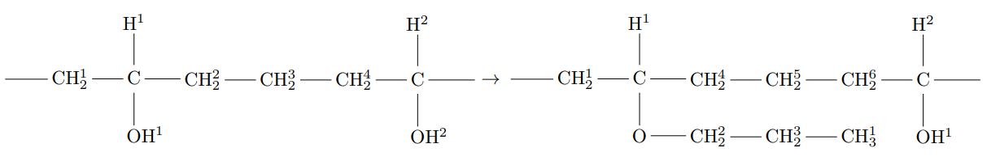 H¹ H² H¹ H²
CH₂¹ C CH₂² CH₂³ CH₂⁴ C → CH₂¹ C CH₂⁴ CH₂⁵ CH₂⁶ C
OH¹ OH² O CH₂² CH₂³ CH₃¹ OH¹